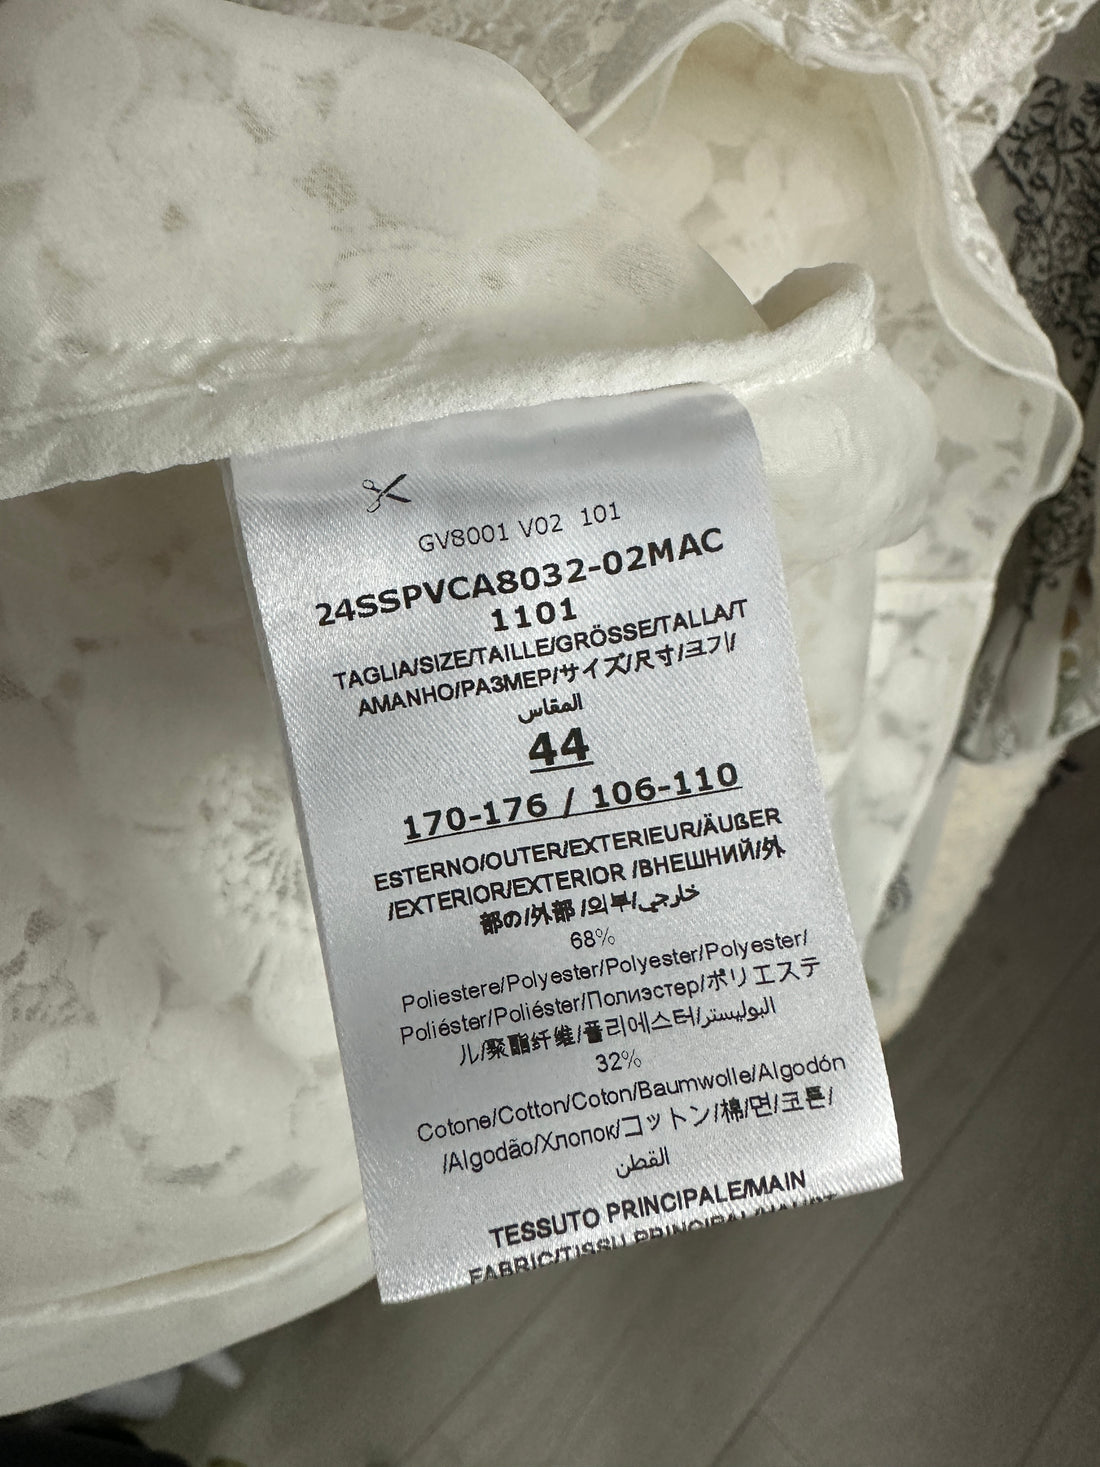 GV8001 V02 101
24SSPVCA8032-02MAC
1101
TAGLIA/SIZE/TAILLE/GRÖSSE/TALLA/T
AMANHO/РАЗМЕР/サイズ/尺寸/크기/
المقاس
44
170-176 / 106-110
ESTERNO/OUTER/EXTERIEUR/ÄUßER
/EXTERIOR/EXTERIOR /ВНЕШНИЙ/外
部の/外部 /외부/خارجي
68%
Poliestere/Polyester/Polyester/Polyester/
Poliéster/Poliéster/Полиэстер/ポリエステ
ル/聚酯纤维/폴리에스터/البوليستر
32%
Cotone/Cotton/Coton/Baumwolle/Algodón
/Algodão/Хлопок/コットン/棉/면/코튼/
القطن
TESSUTO PRINCIPALE/MAIN
FABRIC/TISSU PRINCIPAL